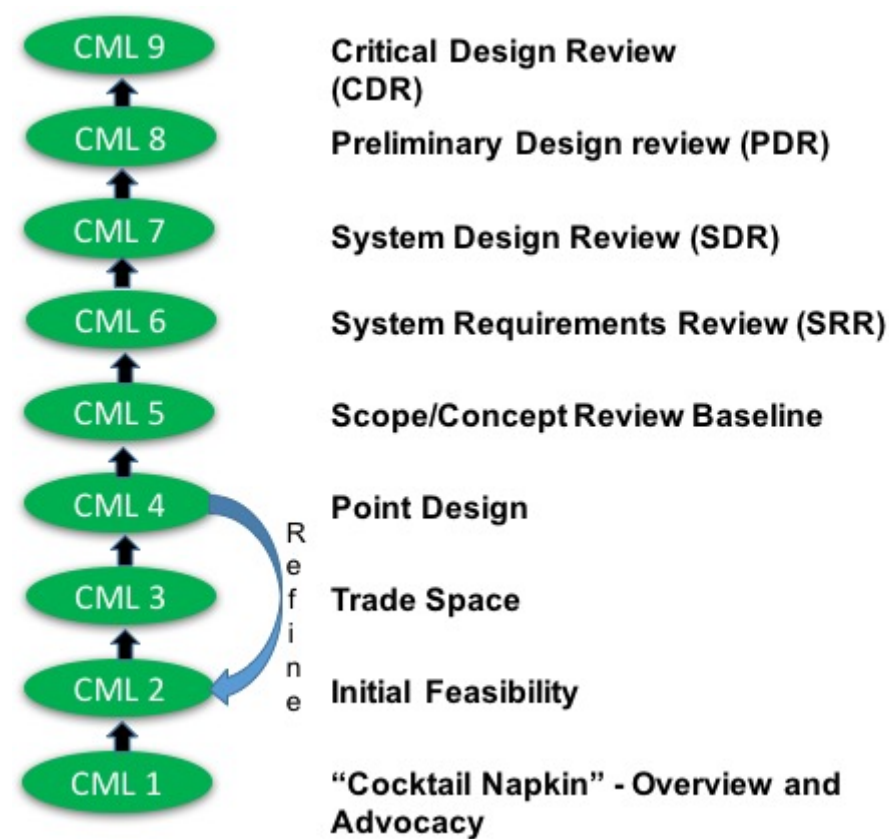 CML 9
Critical Design Review
(CDR)
CML 8
Preliminary Design review (PDR)
CML 7
System Design Review (SDR)
CML 6
System Requirements Review (SRR)
CML 5
Scope/Concept Review Baseline
CML 4
Point Design
Refine
CML 3
Trade Space
CML 2
Initial Feasibility
CML 1
“Cocktail Napkin” - Overview and
Advocacy